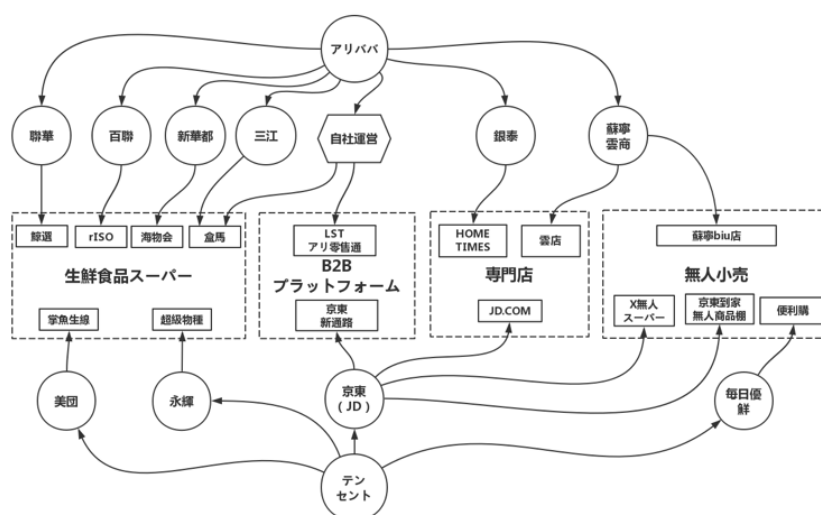 アリババ
聯華
百聯
新華都
三江
自社運営
銀泰
蘇寧
雲商
鯨選
rISO
海物会
盒馬
LST
アリ零售通
HOME
TIMES
雲店
蘇寧biu店
生鮮食品スーパー
B2B
プラットフォーム
専門店
無人小売
掌魚生線
超級物種
京東
新通路
JD.COM
X無人
スーパー
京東到家
無人商品棚
便利購
美団
永輝
京東
(JD)
毎日優
鮮
テン
セント